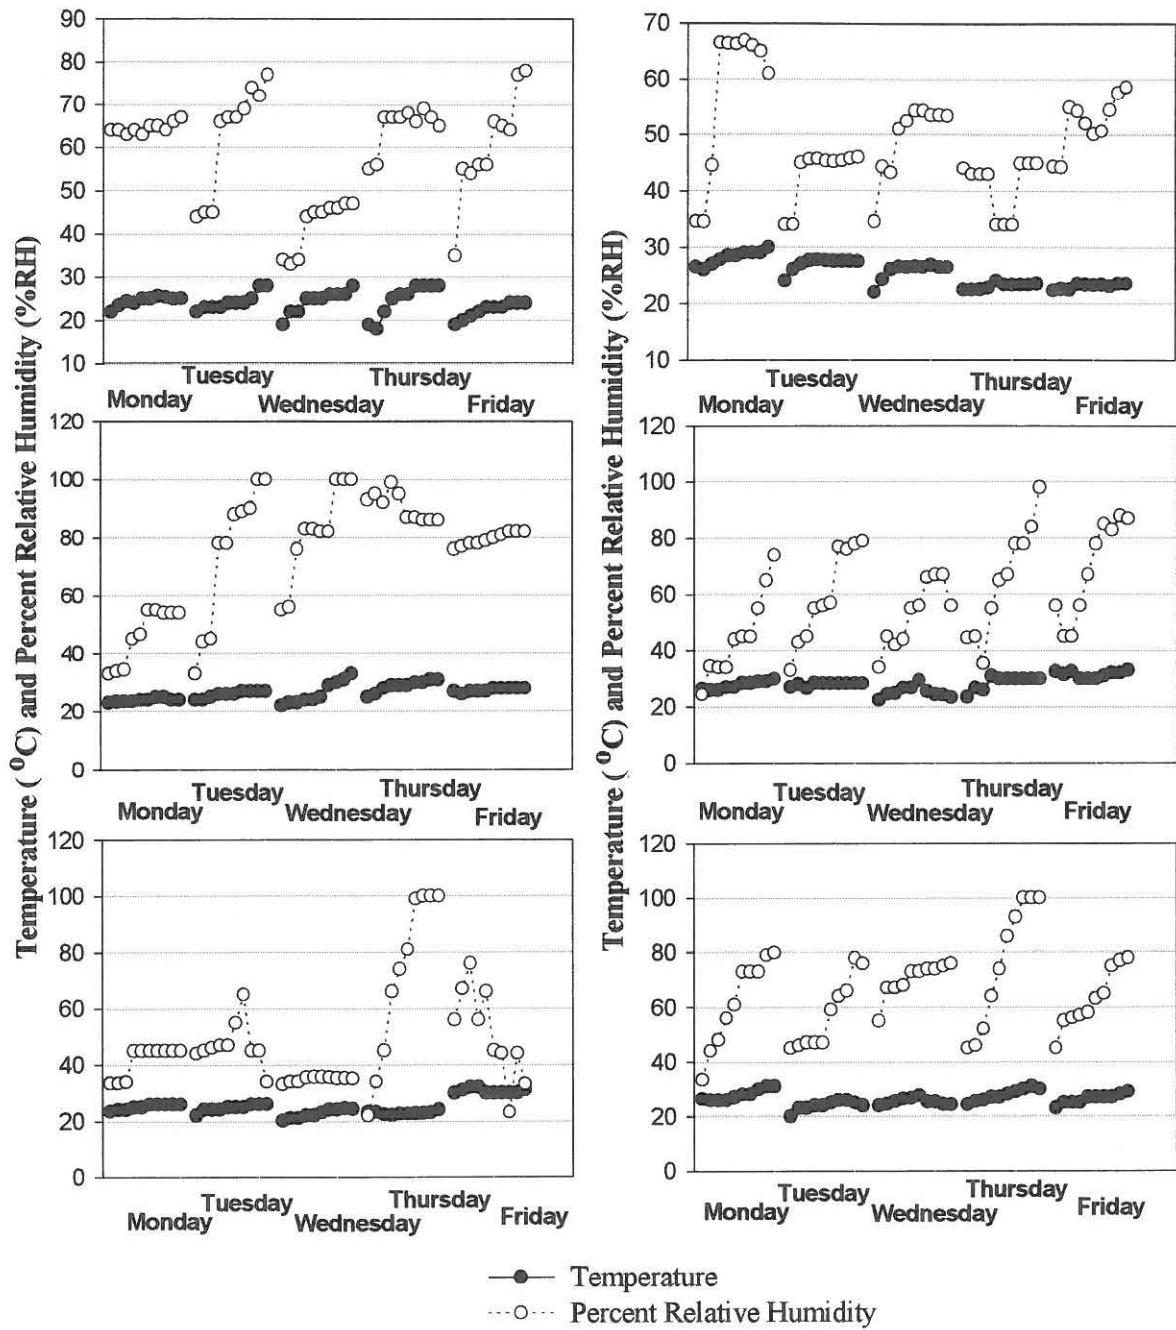 Temperature ( ⁰C) and Percent Relative Humidity (%RH)
90
80
70
60
50
40
30
20
10
Monday
Tuesday
Wednesday
Thursday
Friday
120
100
80
60
40
20
0
Monday
Tuesday
Wednesday
Thursday
Friday
120
100
80
60
40
20
0
Monday
Tuesday
Wednesday
Thursday
Friday
Temperature ( ⁰C) and Percent Relative Humidity (%RH)
70
60
50
40
30
20
10
Monday
Tuesday
Wednesday
Thursday
Friday
120
100
80
60
40
20
0
Monday
Tuesday
Wednesday
Thursday
Friday
120
100
80
60
40
20
0
Monday
Tuesday
Wednesday
Thursday
Friday
Temperature
Percent Relative Humidity